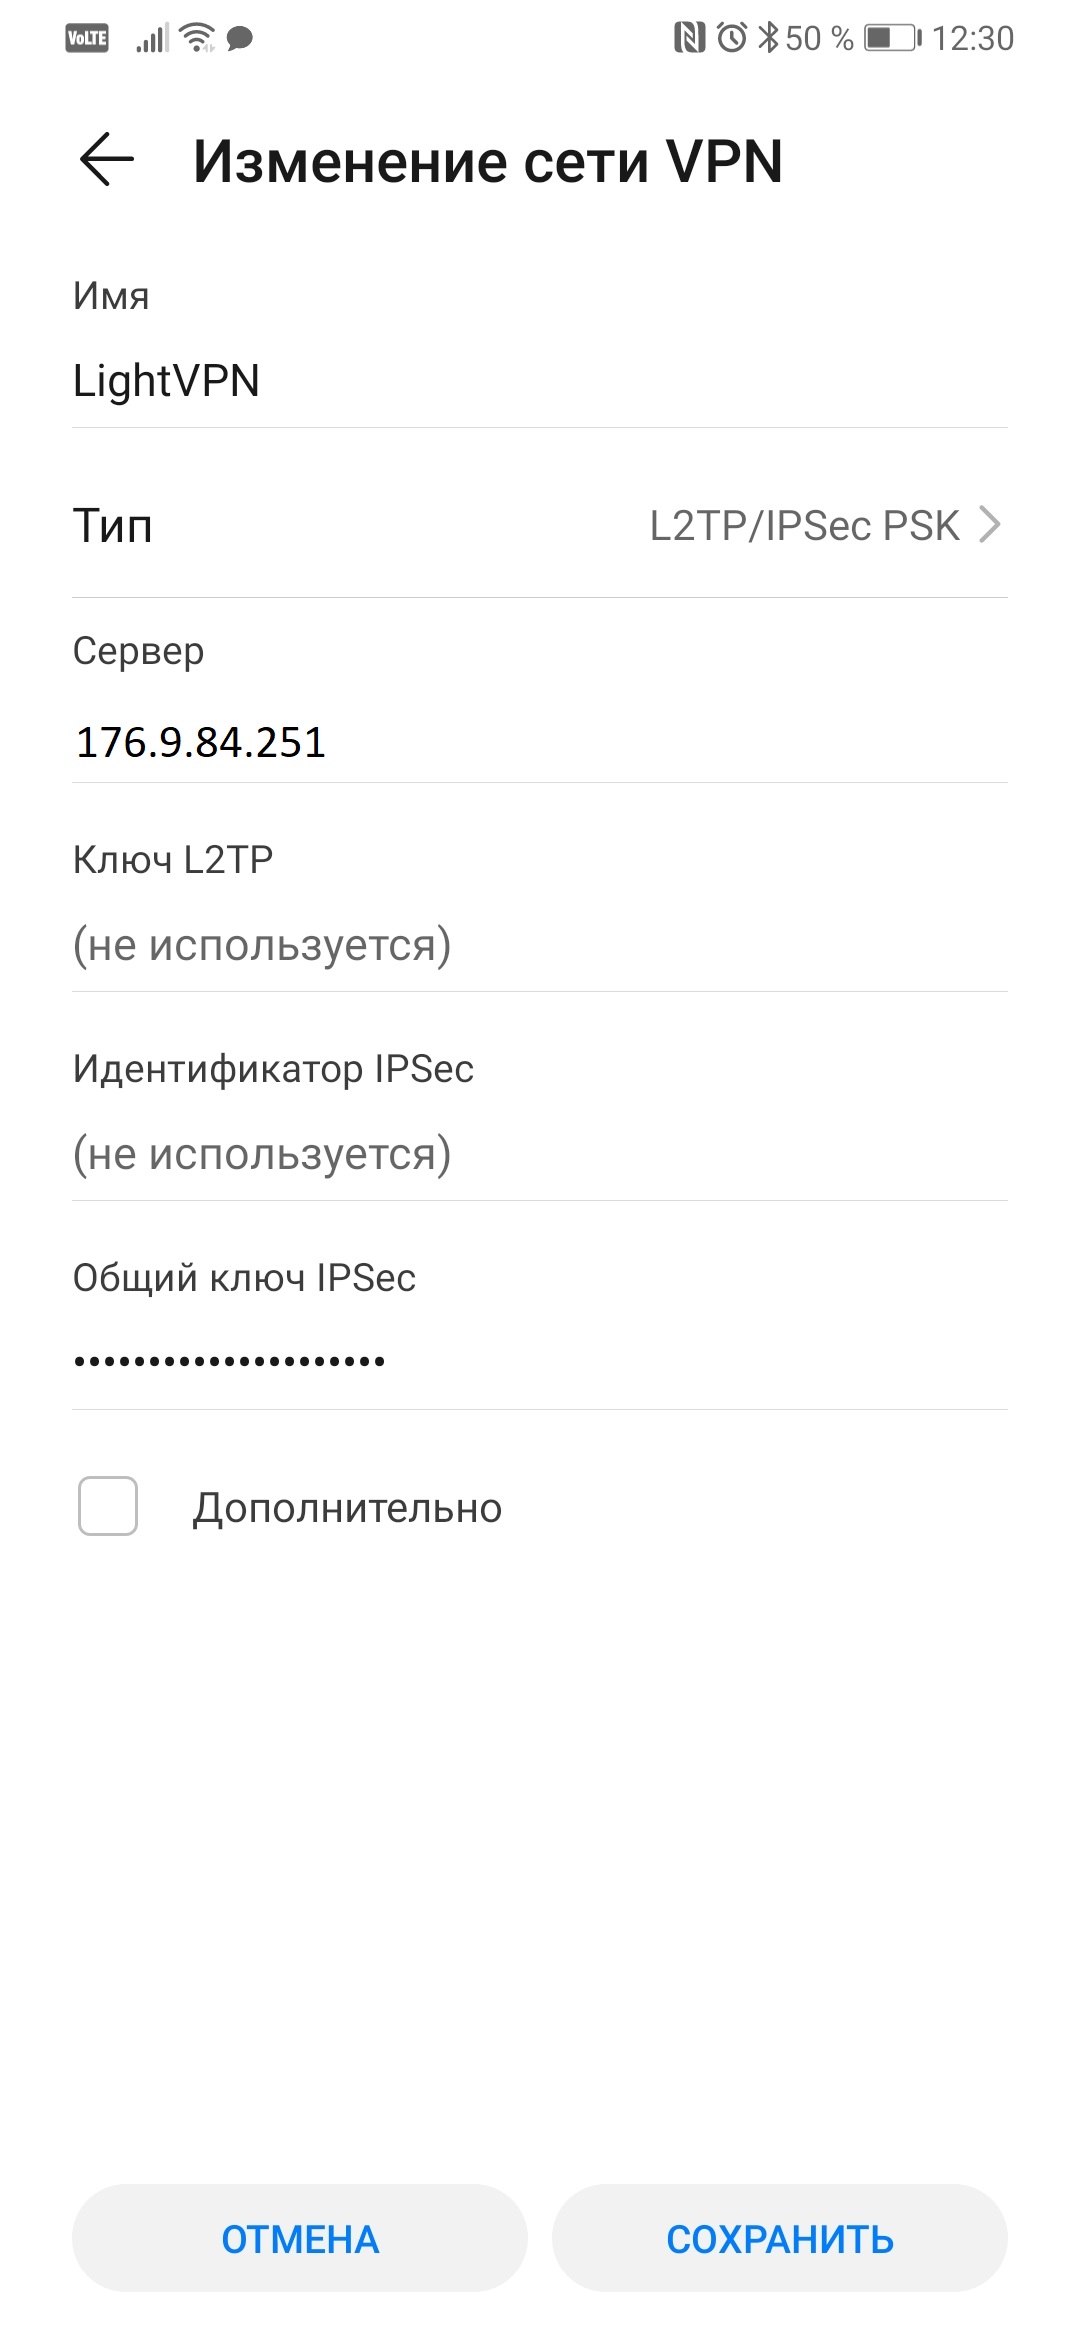 VoLTE 50 % 12:30
Изменение сети VPN
Имя
LightVPN
Тип L2TP/IPSec PSK
Сервер
176.9.84.251
Ключ L2TP
(не используется)
Идентификатор IPSec
(не используется)
Общий ключ IPSec
•••••••••••••••••••••
Дополнительно
ОТМЕНА СОХРАНИТЬ